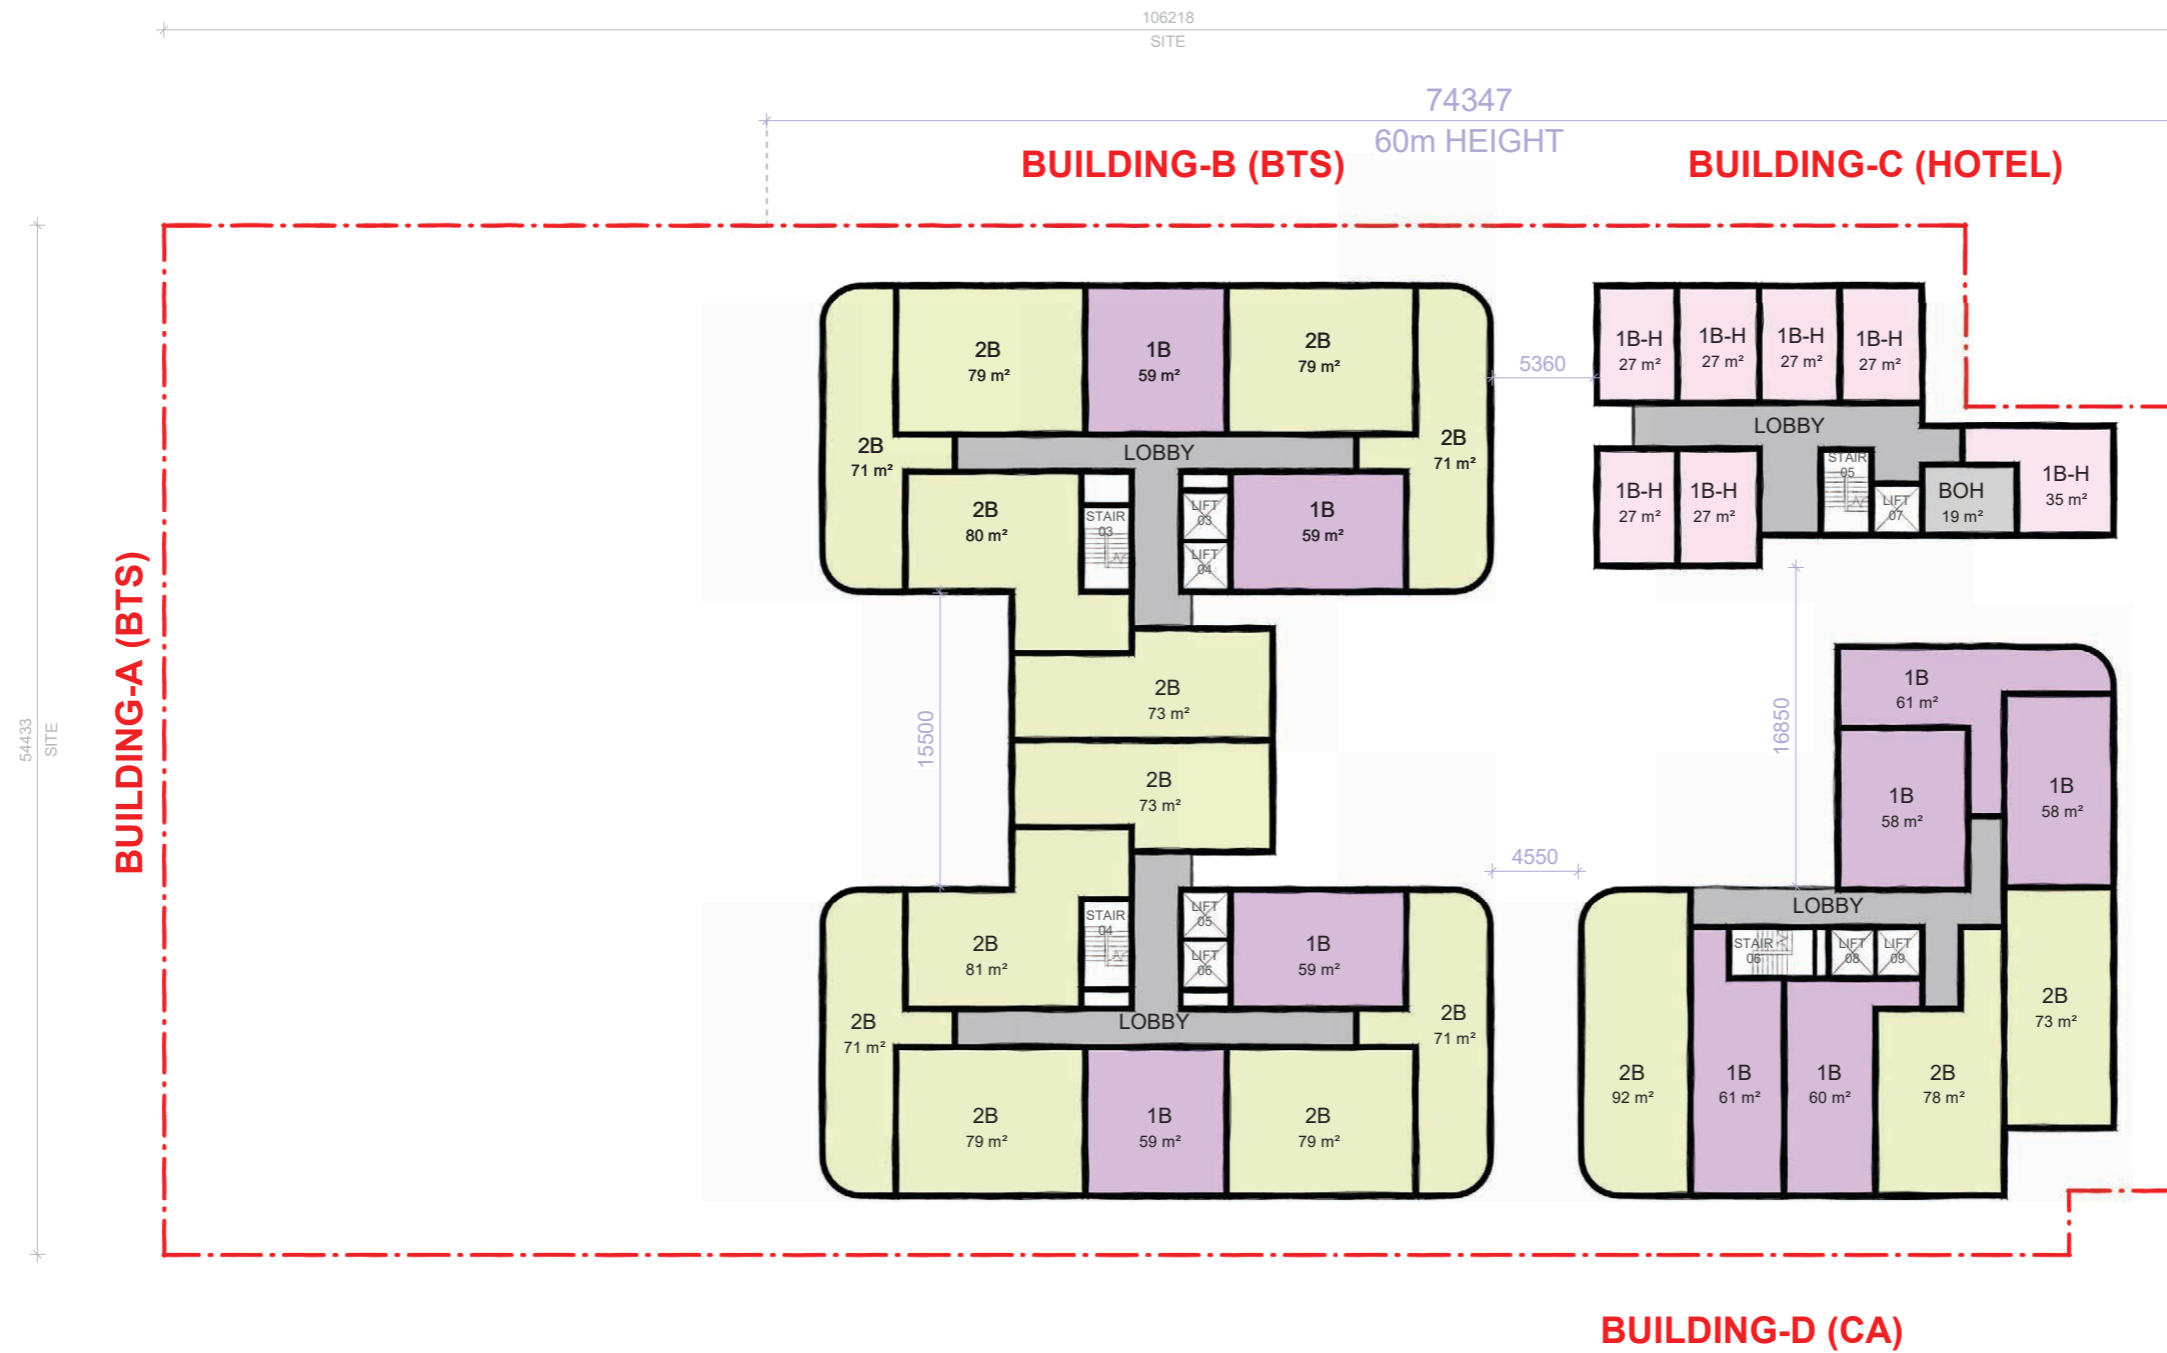 106218
SITE
74347
60m HEIGHT
BUILDING-B (BTS)
BUILDING-C (HOTEL)
54433
SITE
BUILDING-A (BTS)
2B
79 m²
1B
59 m²
2B
79 m²
2B
71 m²
2B
71 m²
LOBBY
2B
80 m²
STAIR
03
LIFT
03
LIFT
04
1B
59 m²
5360
1B-H
27 m²
1B-H
27 m²
1B-H
27 m²
1B-H
27 m²
LOBBY
1B-H
27 m²
1B-H
27 m²
STAIR
05
LIFT
07
BOH
19 m²
1B-H
35 m²
15500
2B
73 m²
2B
73 m²
16850
4550
1B
61 m²
1B
58 m²
1B
58 m²
2B
81 m²
STAIR
04
LIFT
05
LIFT
06
1B
59 m²
2B
71 m²
2B
71 m²
LOBBY
2B
79 m²
1B
59 m²
2B
79 m²
LOBBY
STAIR
06
LIFT
08
LIFT
09
2B
92 m²
1B
61 m²
1B
60 m²
2B
78 m²
2B
73 m²
BUILDING-D (CA)